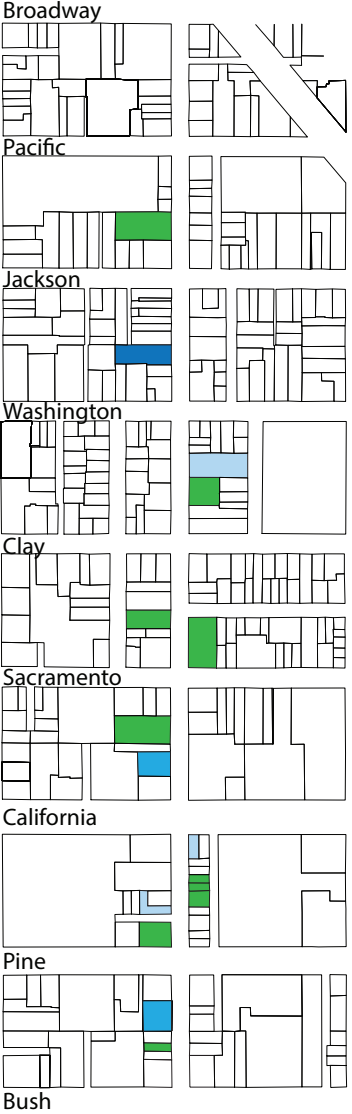 Broadway
Pacific
Jackson
Washington
Clay
Sacramento
California
Pine
Bush